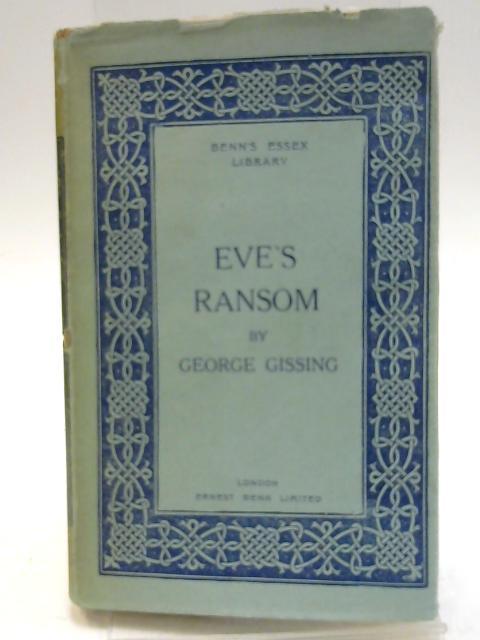 BENN'S ESSEX
LIBRARY
EVE'S
RANSOM
BY
GEORGE GISSING
LONDON
ERNEST BENN LIMITED